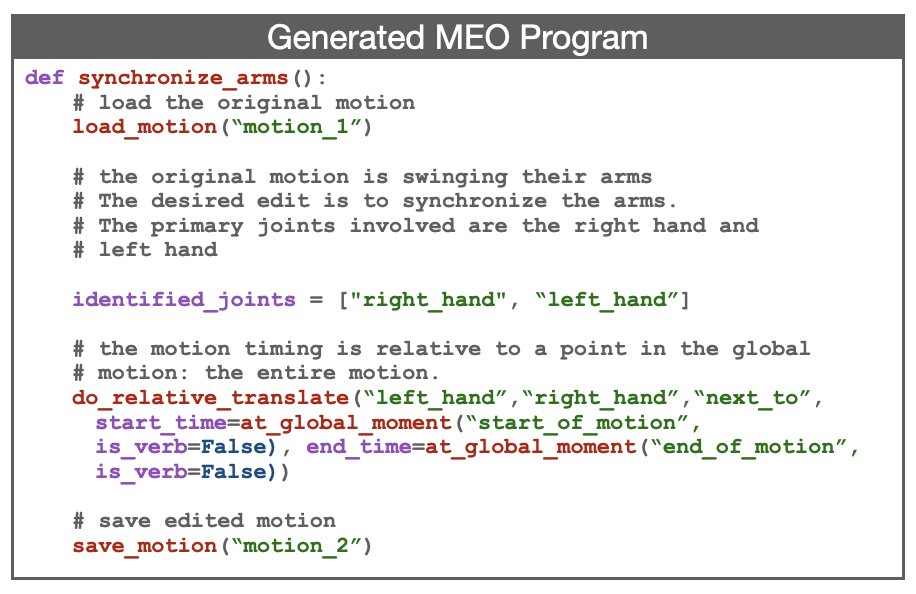 Generated MEO Program
def synchronize_arms():
# load the original motion
load_motion(“motion_1”)
# the original motion is swinging their arms
# The desired edit is to synchronize the arms.
# The primary joints involved are the right hand and
# left hand
identified_joints = ["right_hand", “left_hand”]
# the motion timing is relative to a point in the global
# motion: the entire motion.
do_relative_translate(“left_hand”,“right_hand”,“next_to”,
start_time=at_global_moment(“start_of_motion”,
is_verb=False), end_time=at_global_moment(“end_of_motion”,
is_verb=False))
# save edited motion
save_motion(“motion_2”)